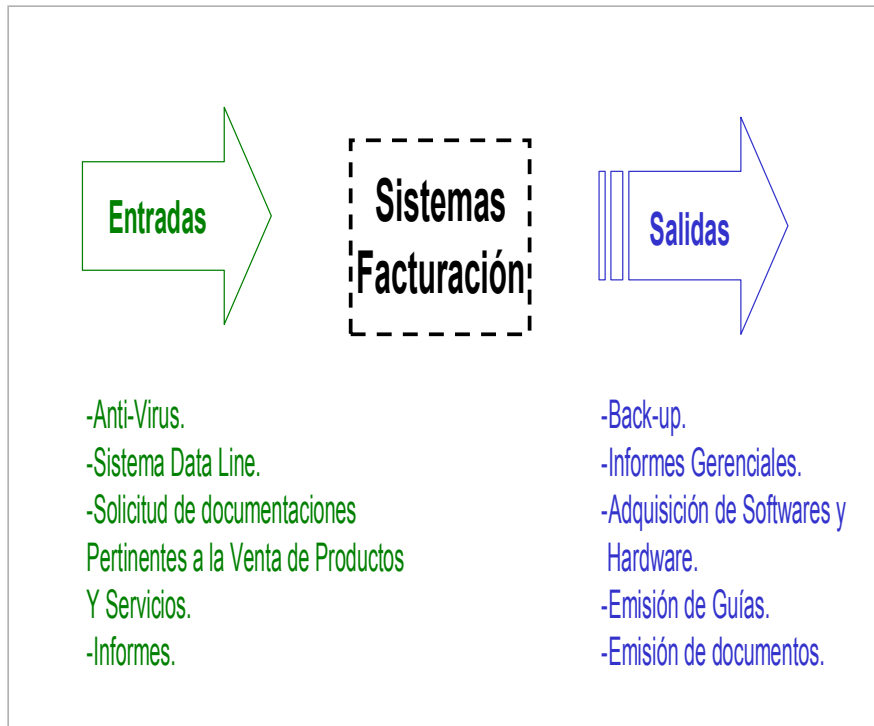 Entradas
Sistemas
Facturación
Salidas
-Anti-Virus.
-Sistema Data Line.
-Solicitud de documentaciones
Pertinentes a la Venta de Productos
Y Servicios.
-Informes.
-Back-up.
-Informes Gerenciales.
-Adquisición de Softwares y
Hardware.
-Emisión de Guías.
-Emisión de documentos.